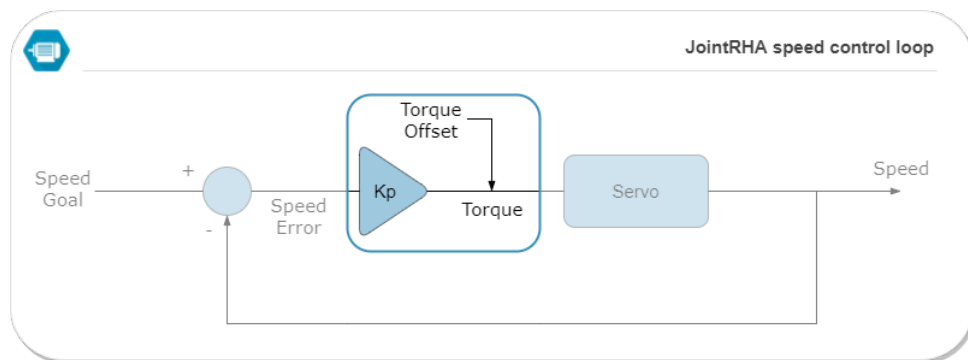 JointRHA speed control loop
Torque
Offset
+
Speed
Goal
-
Speed
Error
Kp
Torque
Servo
Speed